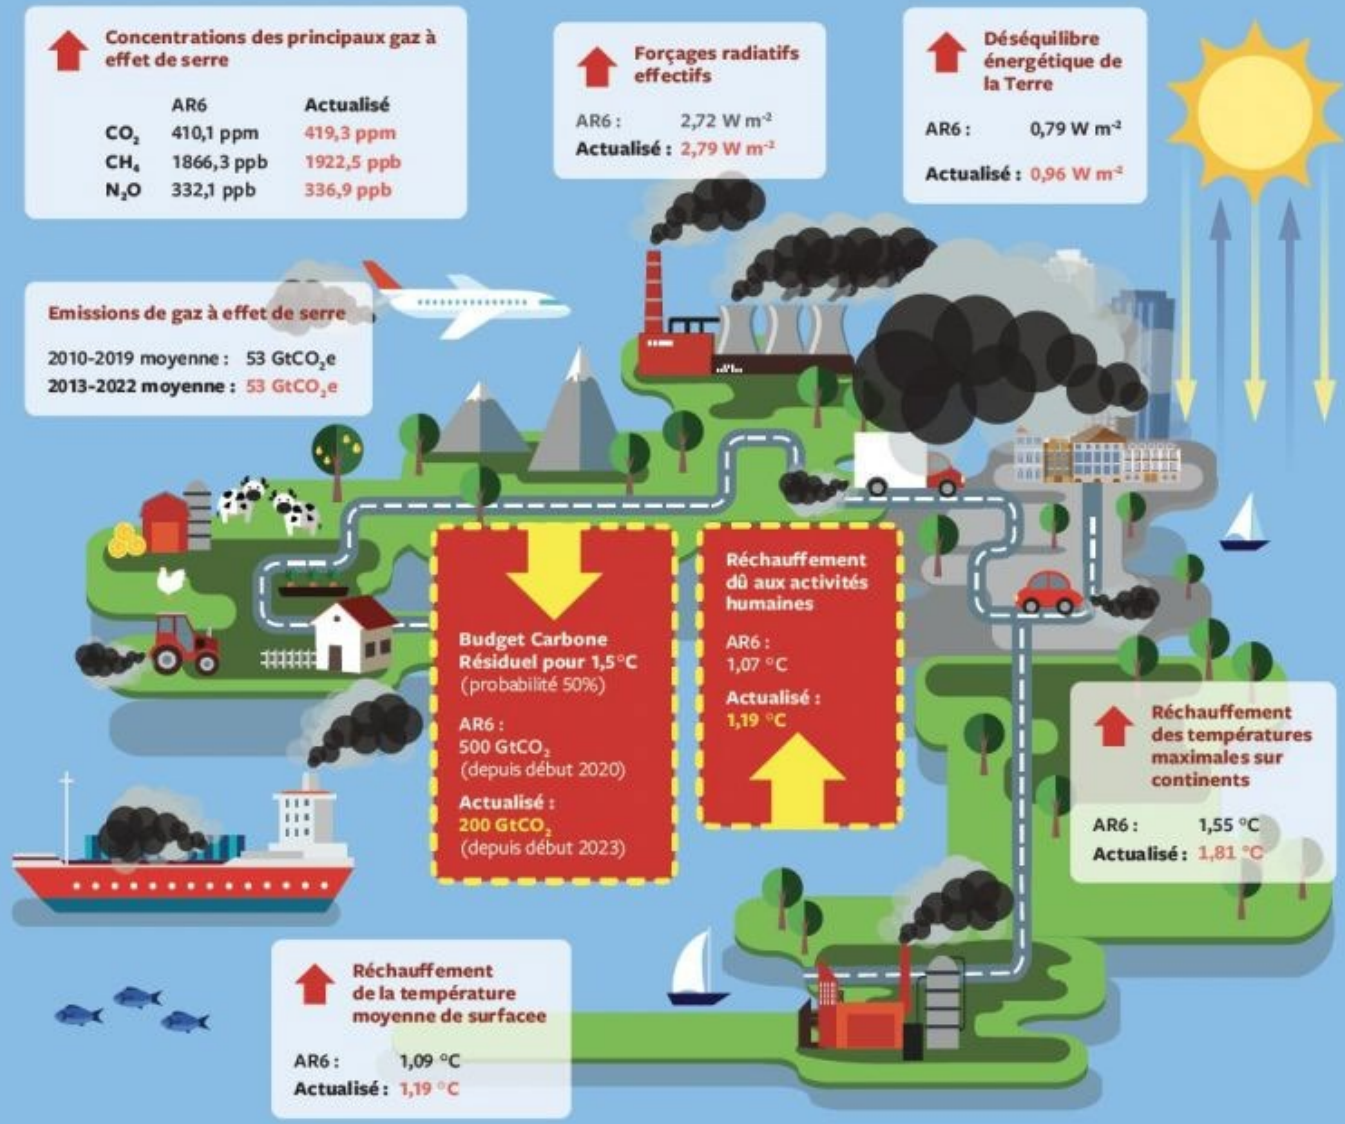 Concentrations des principaux gaz à
effet de serre
AR6 Actualisé
CO₂ 410,1 ppm 419,3 ppm
CH₄ 1866,3 ppb 1922,5 ppb
N₂O 332,1 ppb 336,9 ppb
Forçages radiatifs
effectifs
AR6 : 2,72 W m⁻²
Actualisé : 2,79 W m⁻²
Déséquilibre
énergétique de
la Terre
AR6 : 0,79 W m⁻²
Actualisé : 0,96 W m⁻²
Emissions de gaz à effet de serre
2010-2019 moyenne : 53 GtCO₂e
2013-2022 moyenne : 53 GtCO₂e
Budget Carbone
Résiduel pour 1,5°C
(probabilité 50%)
AR6 :
500 GtCO₂
(depuis début 2020)
Actualisé :
200 GtCO₂
(depuis début 2023)
Réchauffement
dû aux activités
humaines
AR6 :
1,07 °C
Actualisé :
1,19 °C
Réchauffement
des températures
maximales sur
continents
AR6 : 1,55 °C
Actualisé : 1,81 °C
Réchauffement
de la température
moyenne de surfacee
AR6 : 1,09 °C
Actualisé : 1,19 °C